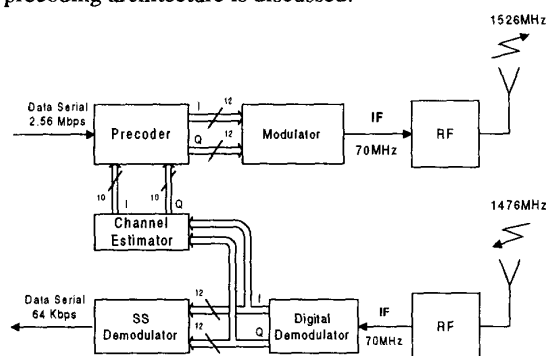 precoding architecture is discussed.
1526MHz
Data Serial
2.56 Mbps
I
12
Precoder
Q
12
Modulator
IF
70MHz
RF
10
I
10
Q
Channel
Estimator
1476MHz
Data Serial
64 Kbps
SS
Demodulator
12
I
12
Q
Digital
Demodulator
IF
70MHz
RF